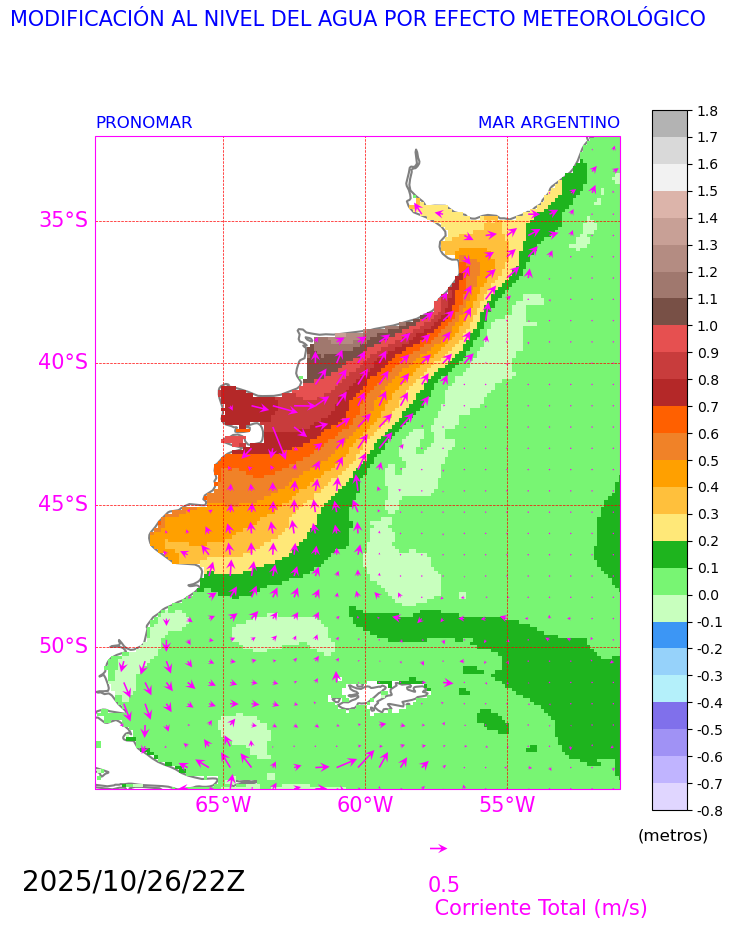 MODIFICACIÓN AL NIVEL DEL AGUA POR EFECTO METEOROLÓGICO
PRONOMAR
MAR ARGENTINO
35°S
40°S
45°S
50°S
65°W
60°W
55°W
1.8
1.7
1.6
1.5
1.4
1.3
1.2
1.1
1.0
0.9
0.8
0.7
0.6
0.5
0.4
0.3
0.2
0.1
0.0
-0.1
-0.2
-0.3
-0.4
-0.5
-0.6
-0.7
-0.8
(metros)
2025/10/26/22Z
0.5
Corriente Total (m/s)